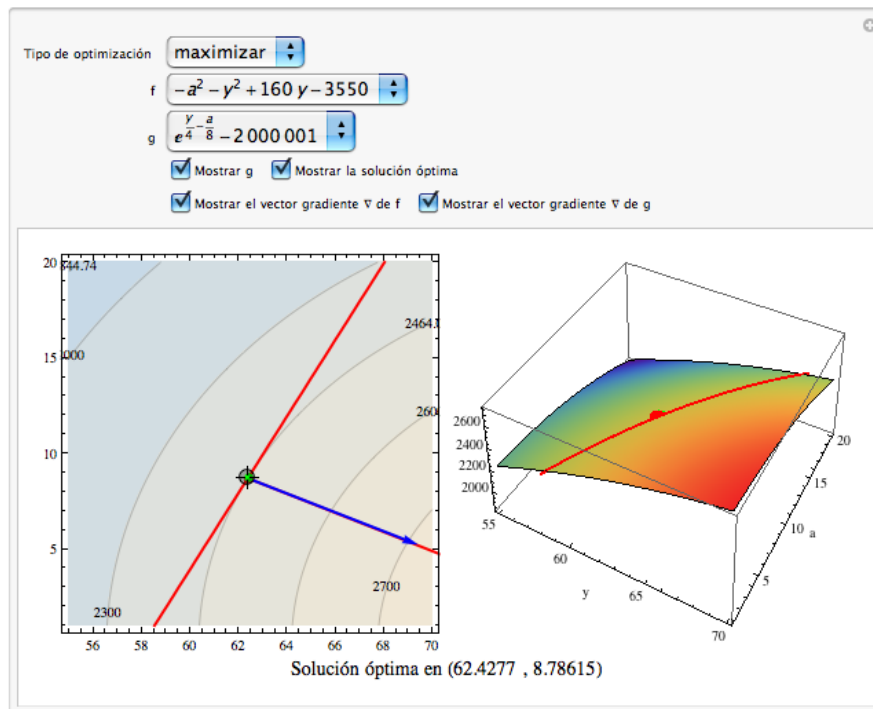 Tipo de optimización maximizar
f −a² − y² + 160 y − 3550
g e^(y/4 − a/8) − 2 000 001
Mostrar g Mostrar la solución óptima
Mostrar el vector gradiente ∇ de f Mostrar el vector gradiente ∇ de g
20
15
10
5
2300
2700
56 58 60 62 64 66 68 70
2600
2400
2200
2000
55
60
65
70
y
5
10
15
20
a
Solución óptima en (62.4277 , 8.78615)